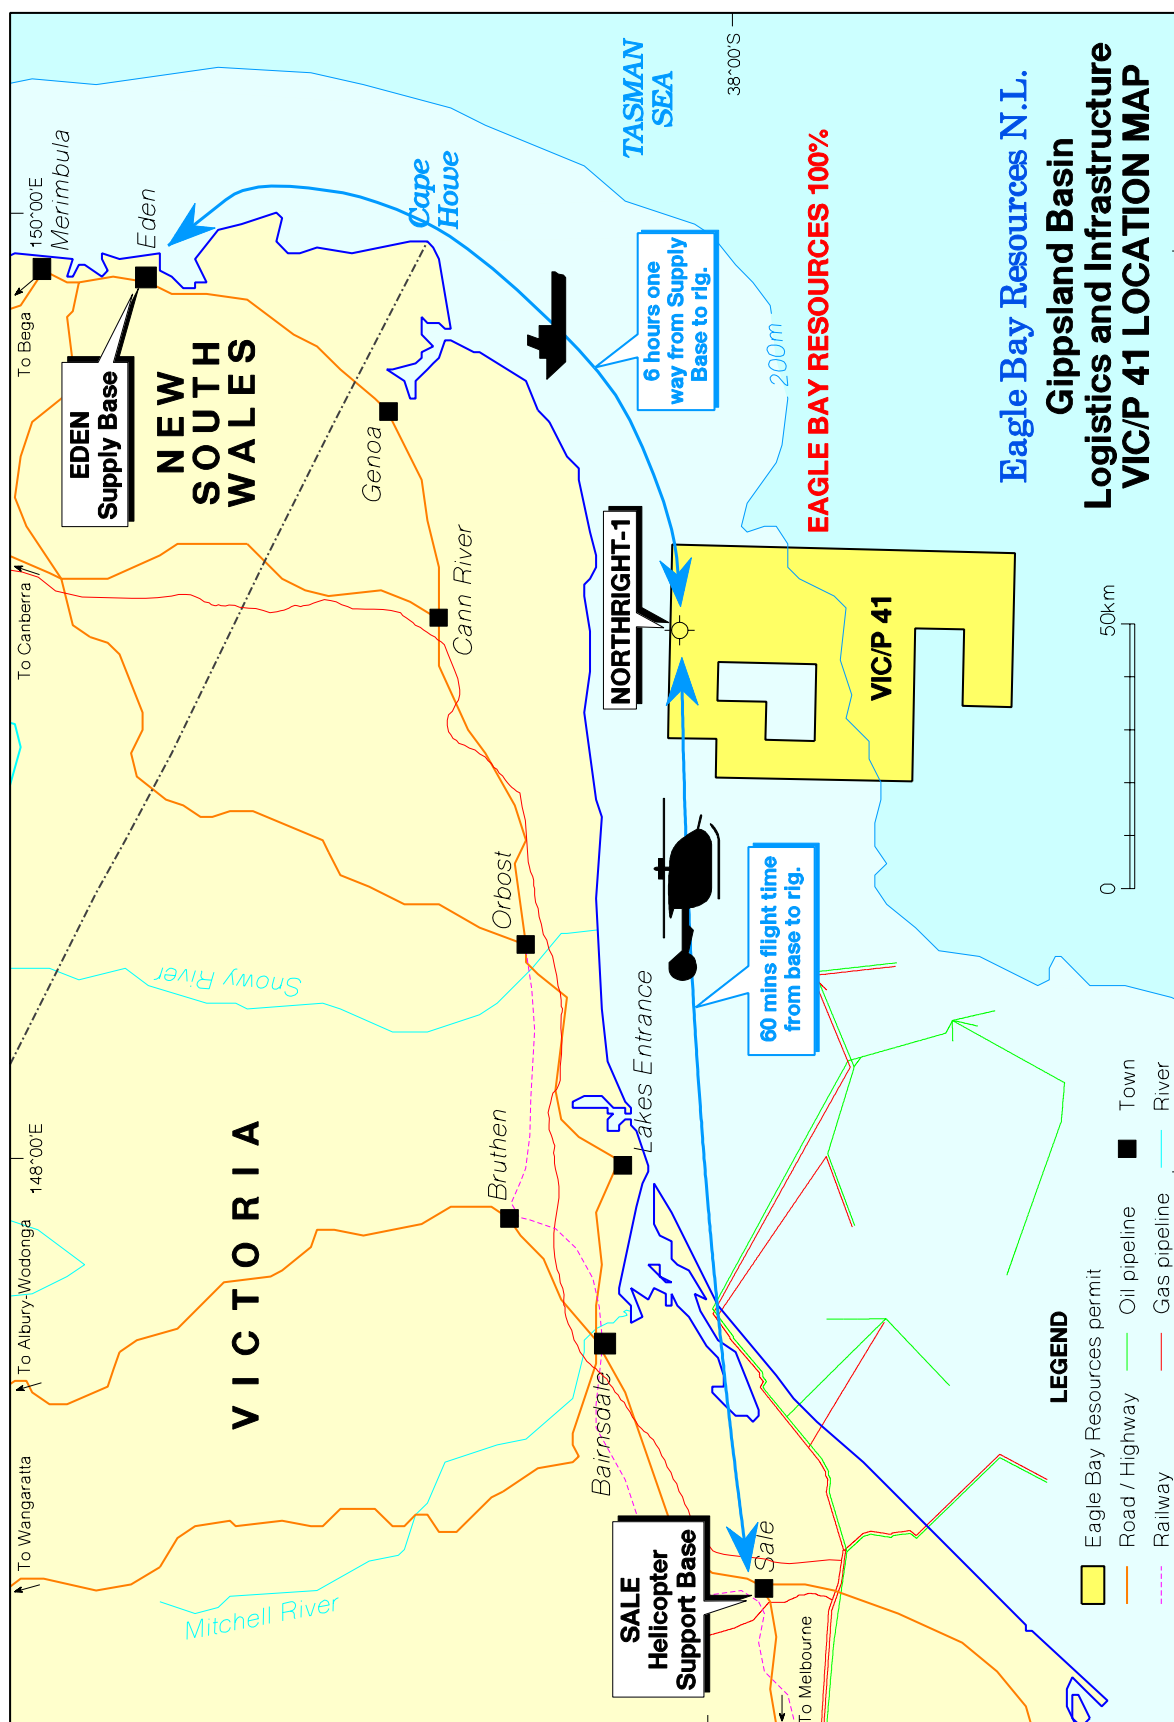 Eagle Bay Resources N.L.
Gippsland Basin
Logistics and Infrastructure
VIC/P 41 LOCATION MAP
To Wangaratta
To Albury-Wodonga
148°00'E
To Canberra
To Bega
150°00'E
Merimbula
Eden
EDEN
Supply Base
NEW
SOUTH
WALES
VICTORIA
Snowy River
Mitchell River
Genoa
Cann River
Orbost
Bruthen
Bairnsdale
Lakes Entrance
Sale
SALE
Helicopter
Support Base
To Melbourne
Cape
Howe
TASMAN
SEA
38°00'S
6 hours one
way from Supply
Base to rig.
60 mins flight time
from base to rig.
NORTHRIGHT-1
VIC/P 41
200m
EAGLE BAY RESOURCES 100%
0
50km
LEGEND
Eagle Bay Resources permit
Road / Highway
Oil pipeline
Town
Railway
Gas pipeline
River